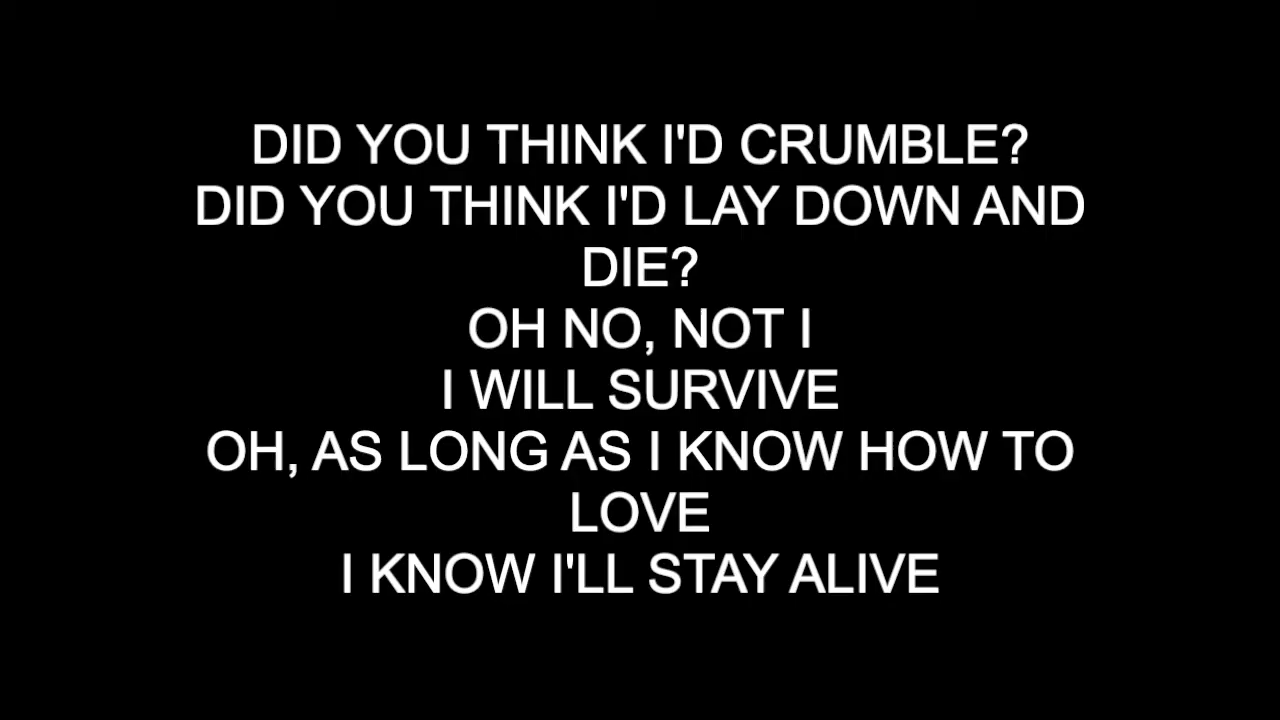 DID YOU THINK I'D CRUMBLE?
DID YOU THINK I'D LAY DOWN AND
DIE?
OH NO, NOT I
I WILL SURVIVE
OH, AS LONG AS I KNOW HOW TO
LOVE
I KNOW I'LL STAY ALIVE